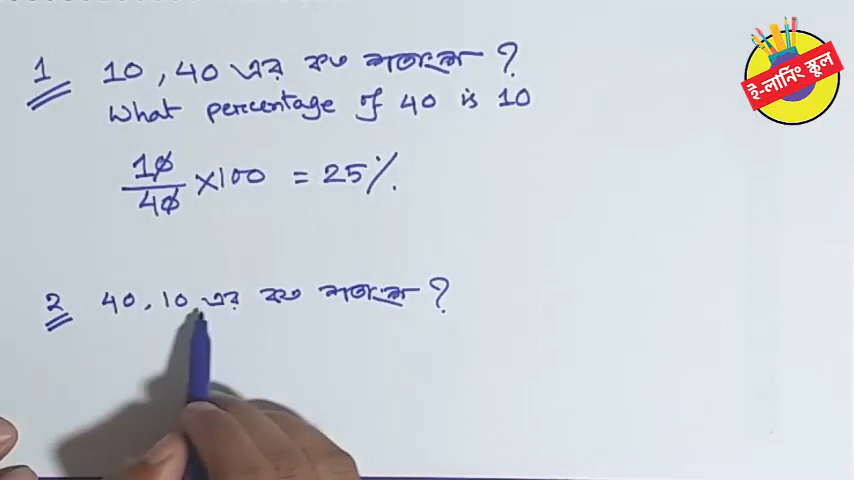 1 10, 40 এর কত শতাংশ ?
What percentage of 40 is 10
10/40 ×100 = 25%.
2 40, 10 এর কত শতাংশ ?
ই-লার্নিং স্কুল